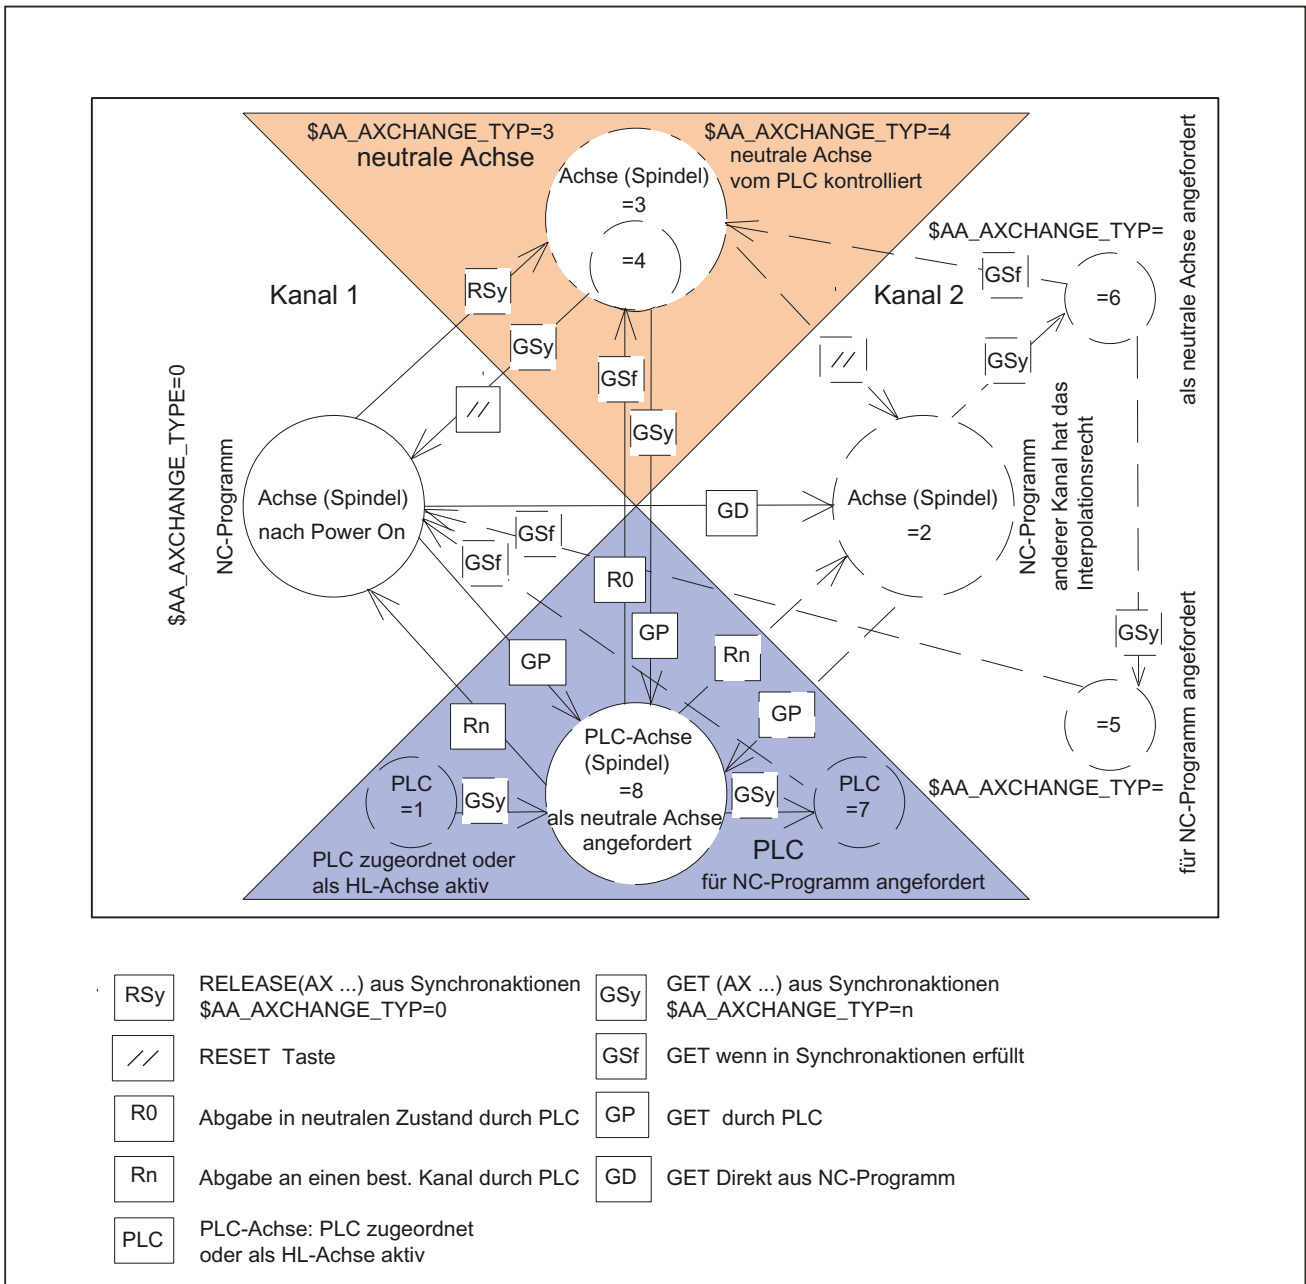 $AA_AXCHANGE_TYP=3
neutrale Achse
$AA_AXCHANGE_TYP=4
neutrale Achse
vom PLC kontrolliert
Achse (Spindel)
=3
=4
als neutrale Achse angefordert
$AA_AXCHANGE_TYP=
GSf
=6
Kanal 1
Kanal 2
RSy
GSy
GSf
//
//
GSy
GSy
$AA_AXCHANGE_TYPE=0
NC-Programm
Achse (Spindel)
nach Power On
GD
Achse (Spindel)
=2
NC-Programm
anderer Kanal hat das
Interpolationsrecht
GSf
GSf
R0
GP
GP
Rn
GSy
Rn
GP
=5
$AA_AXCHANGE_TYP=
für NC-Programm angefordert
PLC
=1
GSy
PLC-Achse
(Spindel)
=8
als neutrale Achse
angefordert
GSy
PLC
=7
PLC zugeordnet oder
als HL-Achse aktiv
PLC
für NC-Programm angefordert
RSy
RELEASE(AX ...) aus Synchronaktionen
$AA_AXCHANGE_TYP=0
GSy
GET (AX ...) aus Synchronaktionen
$AA_AXCHANGE_TYP=n
//
RESET Taste
GSf
GET wenn in Synchronaktionen erfüllt
R0
Abgabe in neutralen Zustand durch PLC
GP
GET durch PLC
Rn
Abgabe an einen best. Kanal durch PLC
GD
GET Direkt aus NC-Programm
PLC
PLC-Achse: PLC zugeordnet
oder als HL-Achse aktiv